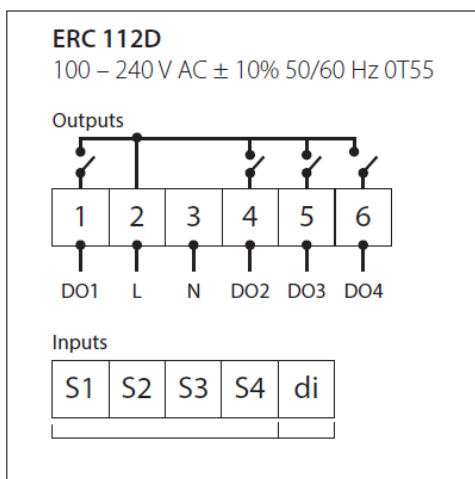 ERC 112D
100 – 240 V AC ± 10% 50/60 Hz 0T55
Outputs
1 2 3 4 5 6
DO1 L N DO2 DO3 DO4
Inputs
S1 S2 S3 S4 di